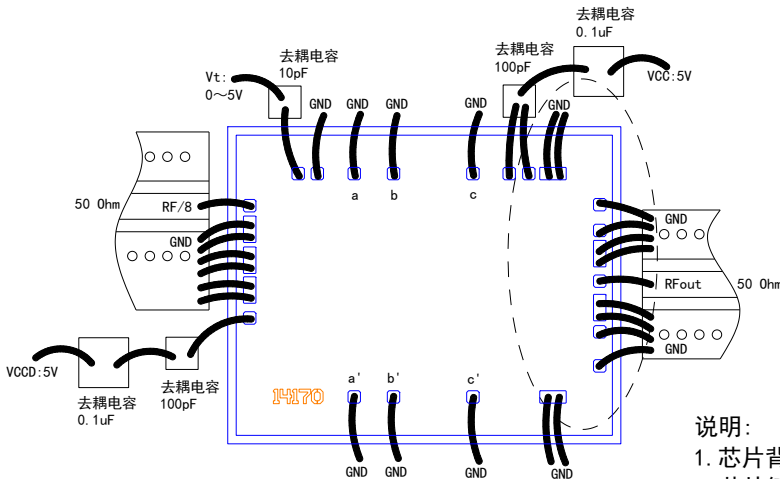 去耦电容
0.1uF
去耦电容
100pF
去耦电容
10pF
Vt:
0～5V
VCC:5V
GND
GND
GND
GND
GND
a
b
c
50 Ohm
RF/8
GND
GND
RFout
50 Ohm
GND
VCCD:5V
去耦电容
0.1uF
去耦电容
100pF
14170
a'
b'
c'
GND
GND
GND
GND
说明:
1.芯片背